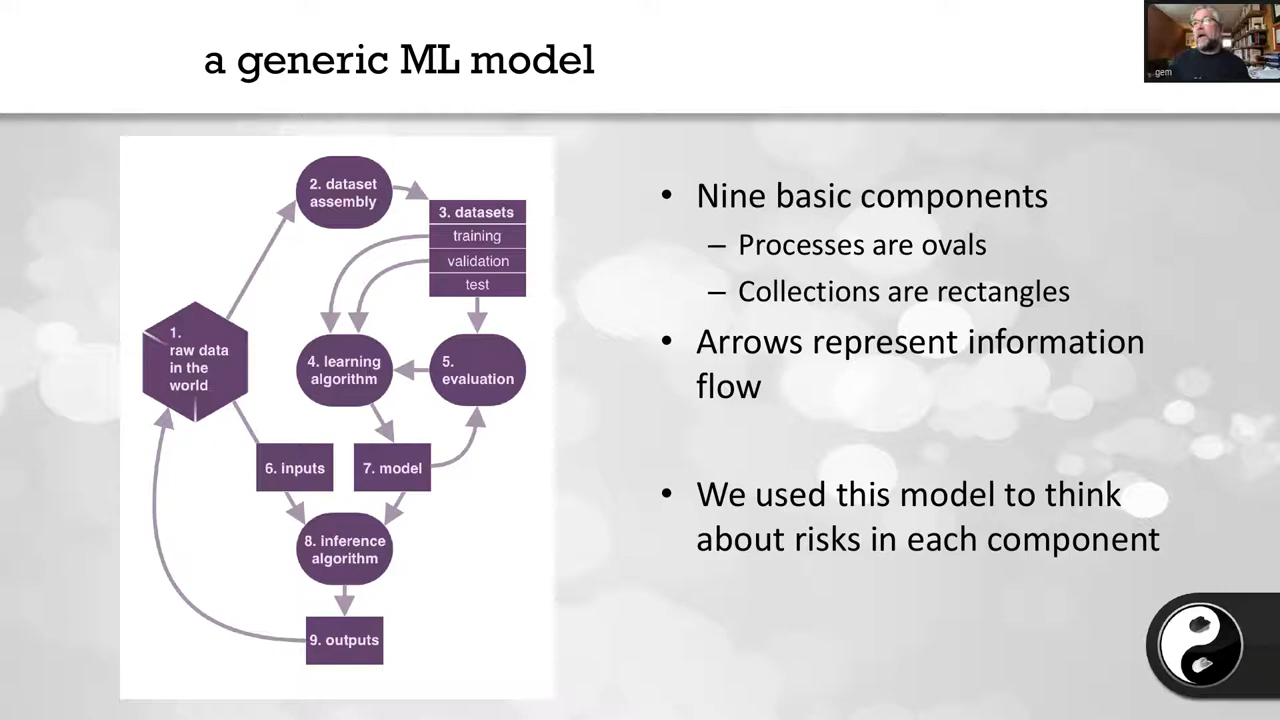 a generic ML model
gem
2. dataset
assembly
3. datasets
training
validation
test
1.
raw data
in the
world
4. learning
algorithm
5.
evaluation
6. inputs
7. model
8. inference
algorithm
9. outputs
• Nine basic components
– Processes are ovals
– Collections are rectangles
• Arrows represent information
flow
• We used this model to think
about risks in each component